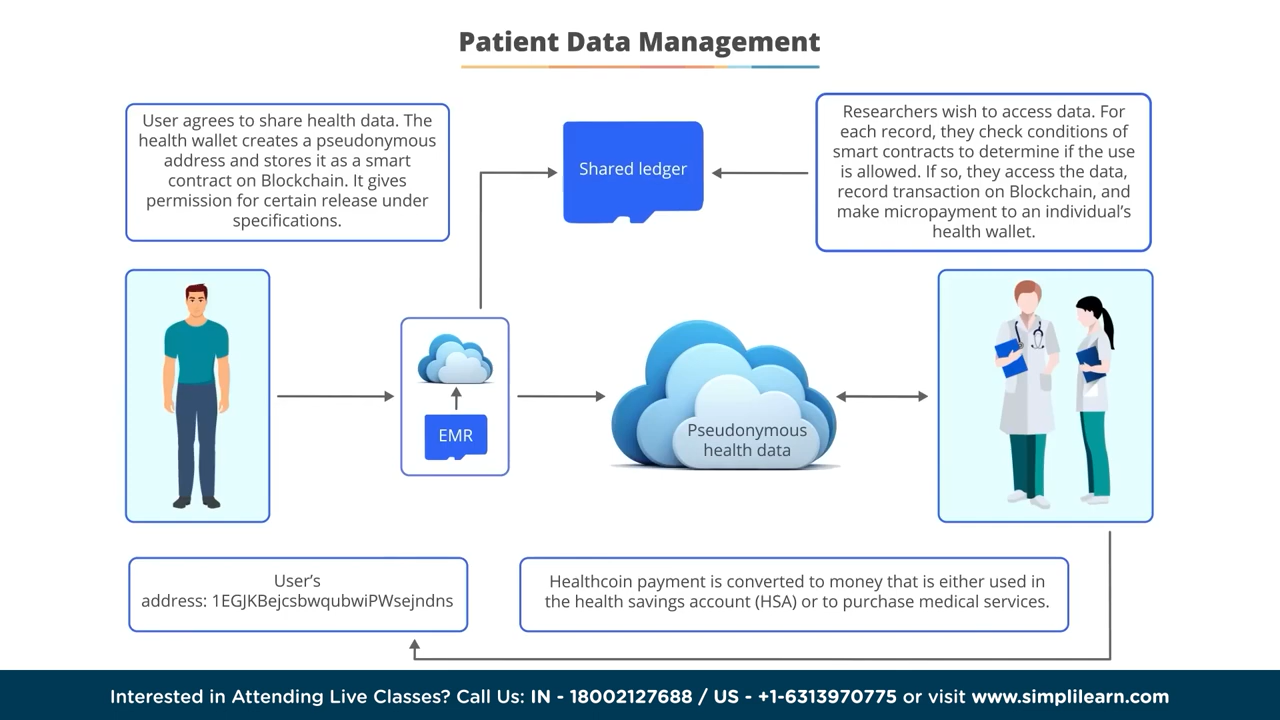 Patient Data Management
User agrees to share health data. The
health wallet creates a pseudonymous
address and stores it as a smart
contract on Blockchain. It gives
permission for certain release under
specifications.
Shared ledger
Researchers wish to access data. For
each record, they check conditions of
smart contracts to determine if the use
is allowed. If so, they access the data,
record transaction on Blockchain, and
make micropayment to an individual's
health wallet.
EMR
Pseudonymous
health data
User's
address: 1EGJKBejcsbwqubwiPWsejndns
Healthcoin payment is converted to money that is either used in
the health savings account (HSA) or to purchase medical services.
Interested in Attending Live Classes? Call Us: IN - 18002127688 / US - +1-6313970775 or visit www.simplilearn.com